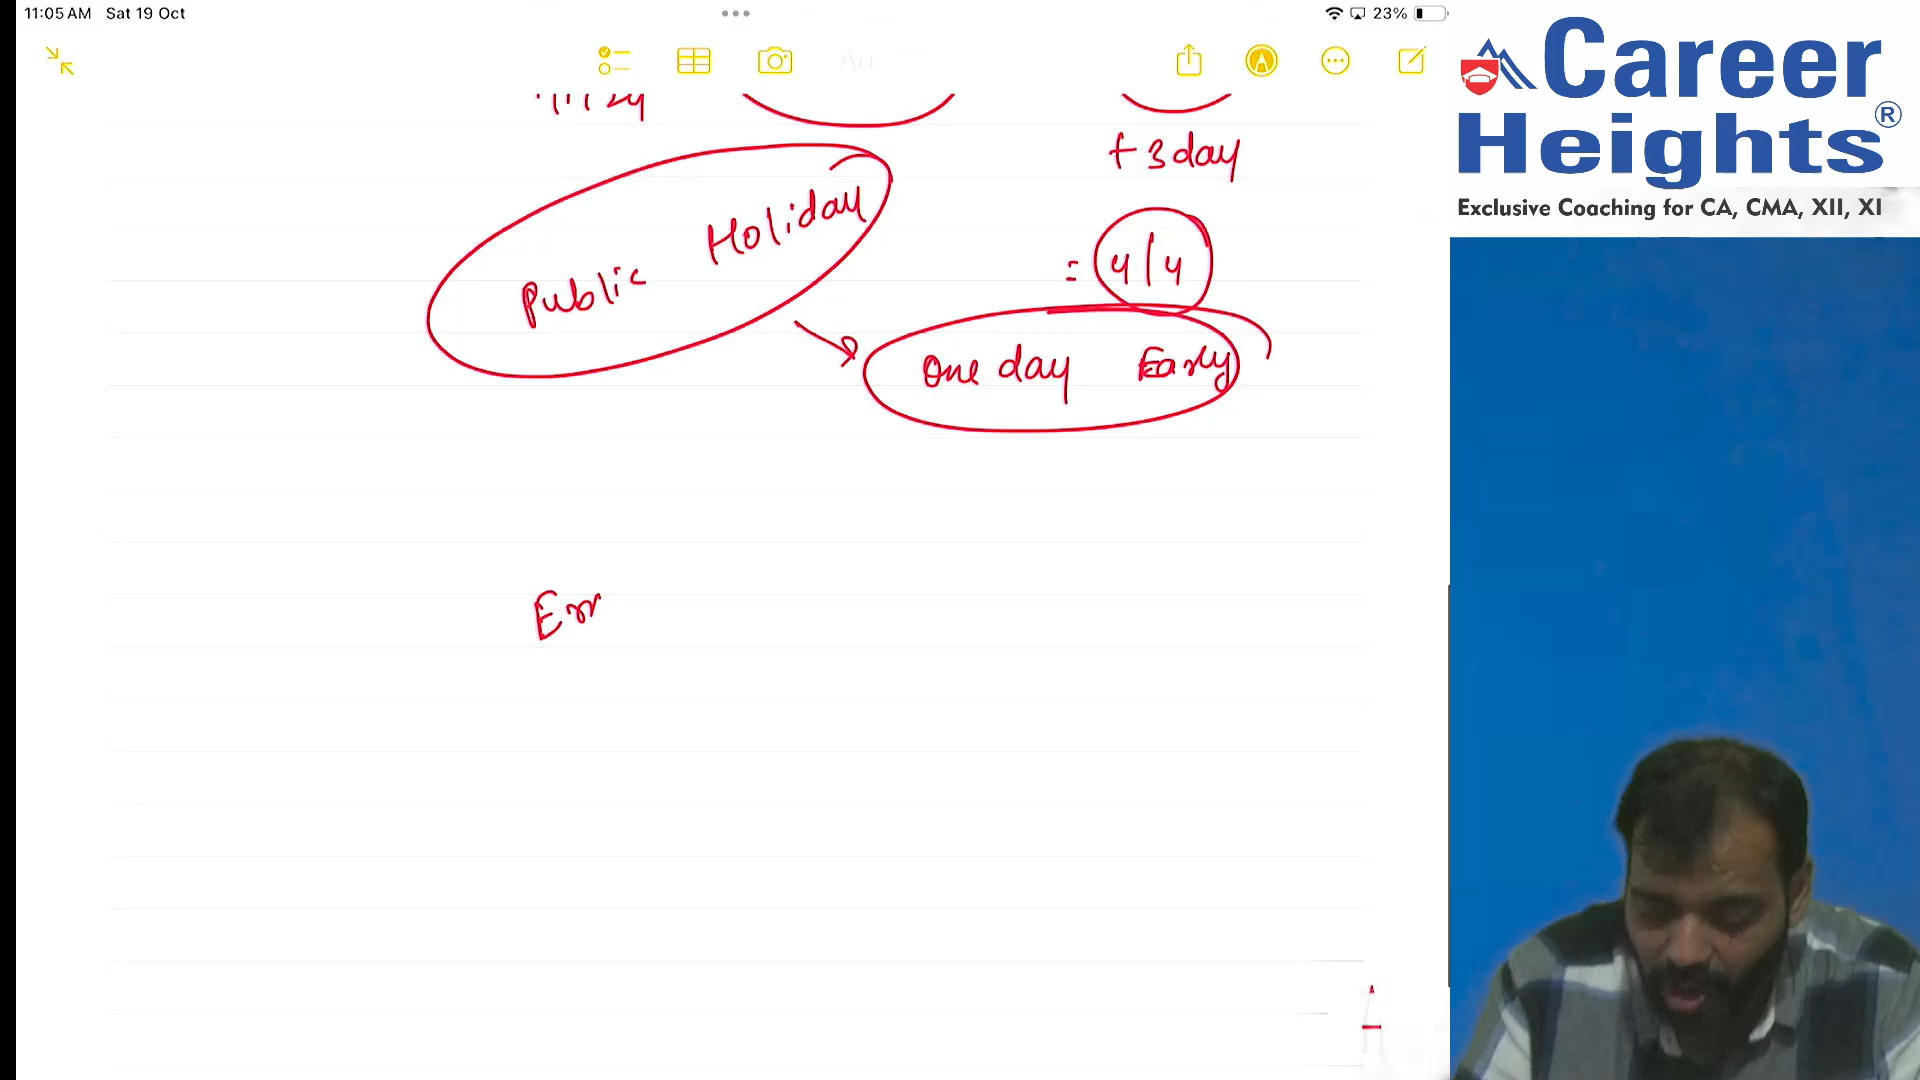 11:05 AM Sat 19 Oct
23%
Career
Heights®
Exclusive Coaching for CA, CMA, XII, XI
+ 3 day
Public Holiday
= 4/4
One day Early
Err